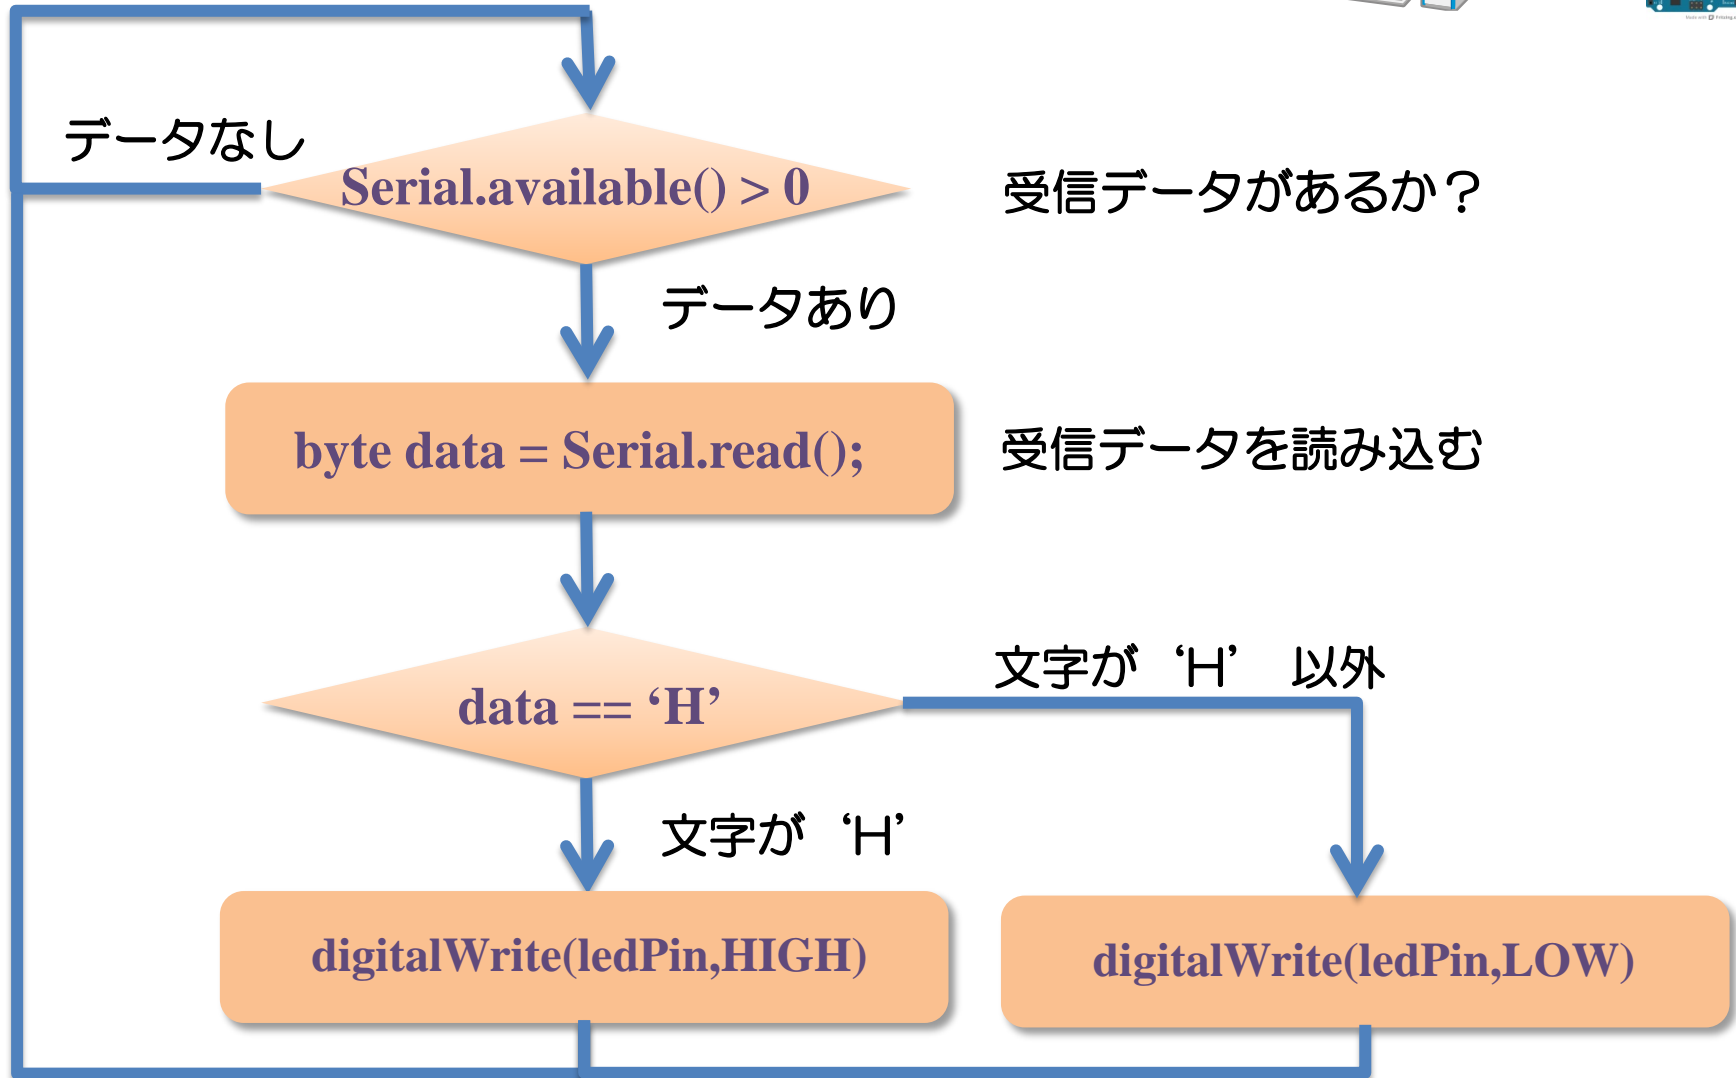 データなし
Serial.available() > 0
受信データがあるか？
データあり
byte data = Serial.read();
受信データを読み込む
文字が‘H’ 以外
data == ‘H’
文字が‘H’
digitalWrite(ledPin,HIGH)
digitalWrite(ledPin,LOW)